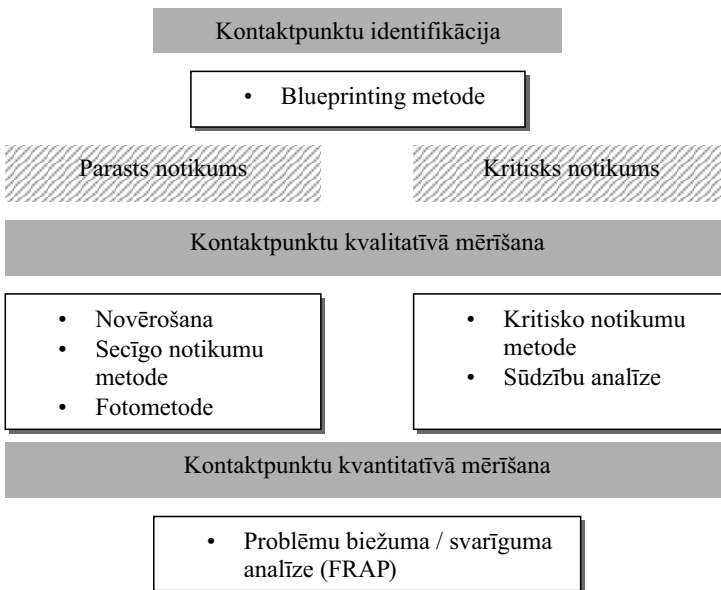 Kontaktpunktu identifikācija
• Blueprinting metode
Parasts notikums
Kritisks notikums
Kontaktpunktu kvalitatīvā mērīšana
• Novērošana
• Secīgo notikumu
metode
• Fotometode
• Kritisko notikumu
metode
• Sūdzību analīze
Kontaktpunktu kvantitatīvā mērīšana
• Problēmu biežuma / svarīguma
analīze (FRAP)